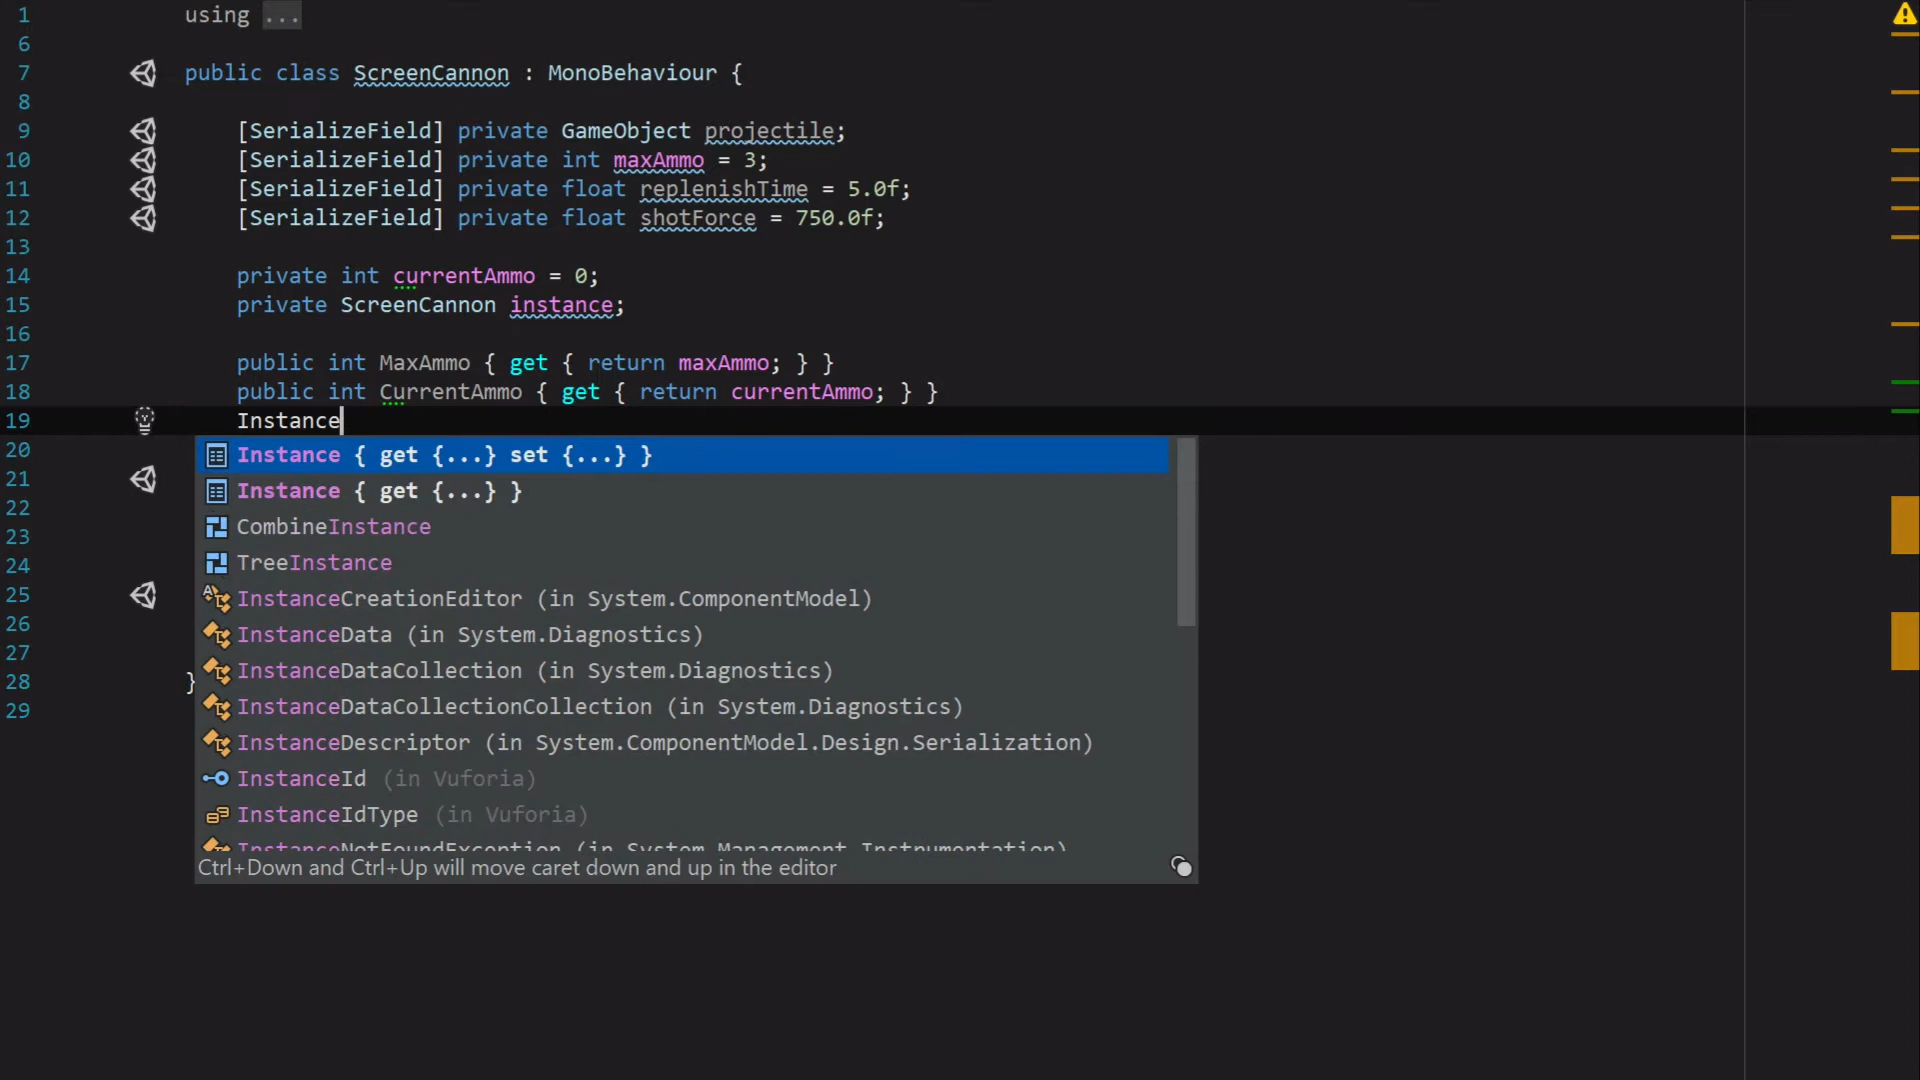 1 using ...
6
7 public class ScreenCannon : MonoBehaviour {
8
9 [SerializeField] private GameObject projectile;
10 [SerializeField] private int maxAmmo = 3;
11 [SerializeField] private float replenishTime = 5.0f;
12 [SerializeField] private float shotForce = 750.0f;
13
14 private int currentAmmo = 0;
15 private ScreenCannon instance;
16
17 public int MaxAmmo { get { return maxAmmo; } }
18 public int CurrentAmmo { get { return currentAmmo; } }
19 Instance
20 Instance { get {...} set {...} }
21 Instance { get {...} }
22 CombineInstance
23 TreeInstance
24 InstanceCreationEditor (in System.ComponentModel)
25 InstanceData (in System.Diagnostics)
26 InstanceDataCollection (in System.Diagnostics)
27 InstanceDataCollectionCollection (in System.Diagnostics)
28 }
29 InstanceDescriptor (in System.ComponentModel.Design.Serialization)
InstanceId (in Vuforia)
InstanceIdType (in Vuforia)
InstanceNotFoundException (in System.Management.Instrumentation)
Ctrl+Down and Ctrl+Up will move caret down and up in the editor